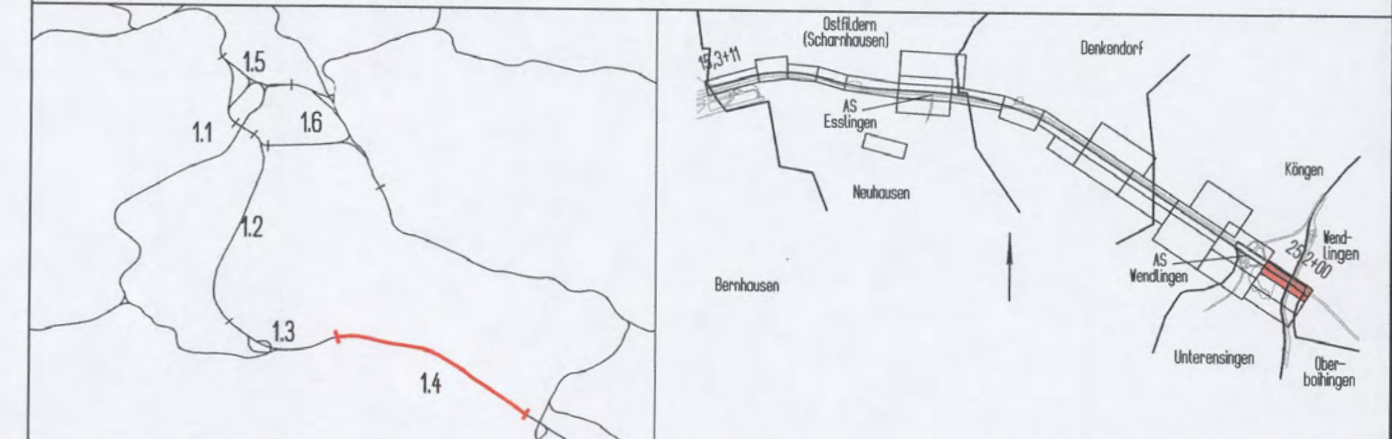 1.5
1.1
1.6
1.2
1.3
1.4
Ostfildern
(Scharnhausen)
Denkendorf
15,3+11
AS
Esslingen
Neuhausen
Köngen
Wend-
lingen
25,2+00
AS
Wendlingen
Bernhausen
Unterensingen
Ober-
boihingen